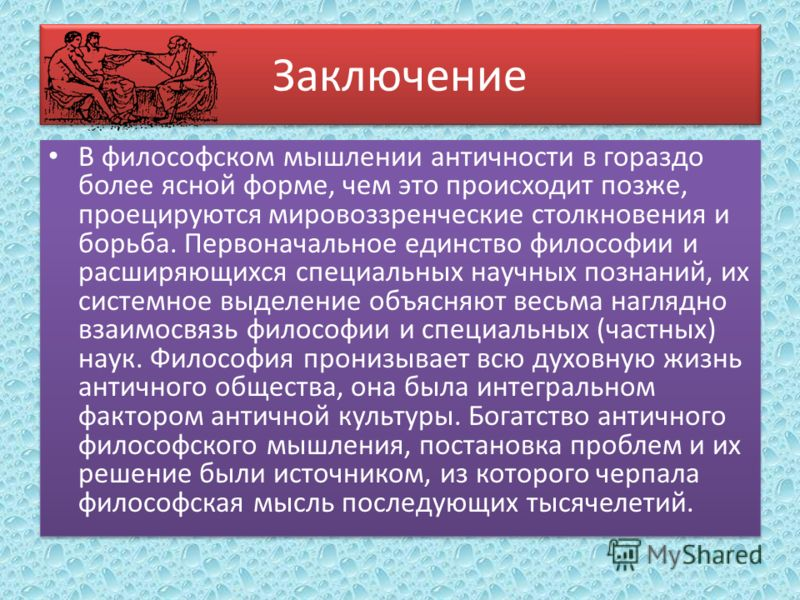 Заключение
• В философском мышлении античности в гораздо
более ясной форме, чем это происходит позже,
проецируются мировоззренческие столкновения и
борьба. Первоначальное единство философии и
расширяющихся специальных научных познаний, их
системное выделение объясняют весьма наглядно
взаимосвязь философии и специальных (частных)
наук. Философия пронизывает всю духовную жизнь
античного общества, она была интегральном
фактором античной культуры. Богатство античного
философского мышления, постановка проблем и их
решение были источником, из которого черпала
философская мысль последующих тысячелетий.
MyShared